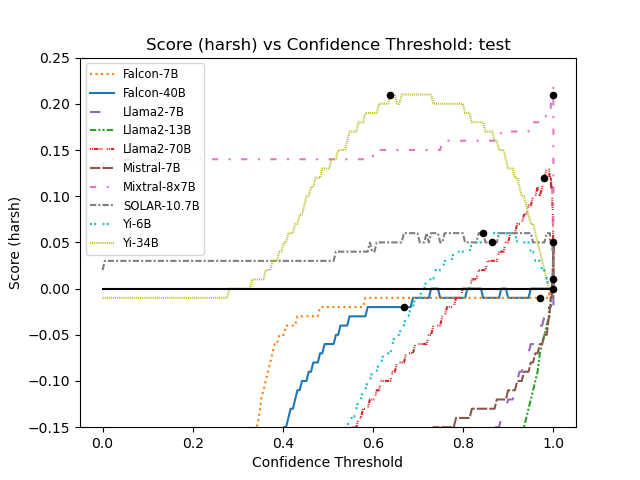 Score (harsh) vs Confidence Threshold: test
0.25
0.20
0.15
0.10
0.05
0.00
−0.05
−0.10
−0.15
Score (harsh)
Falcon-7B
Falcon-40B
Llama2-7B
Llama2-13B
Llama2-70B
Mistral-7B
Mixtral-8x7B
SOLAR-10.7B
Yi-6B
Yi-34B
0.0 0.2 0.4 0.6 0.8 1.0
Confidence Threshold